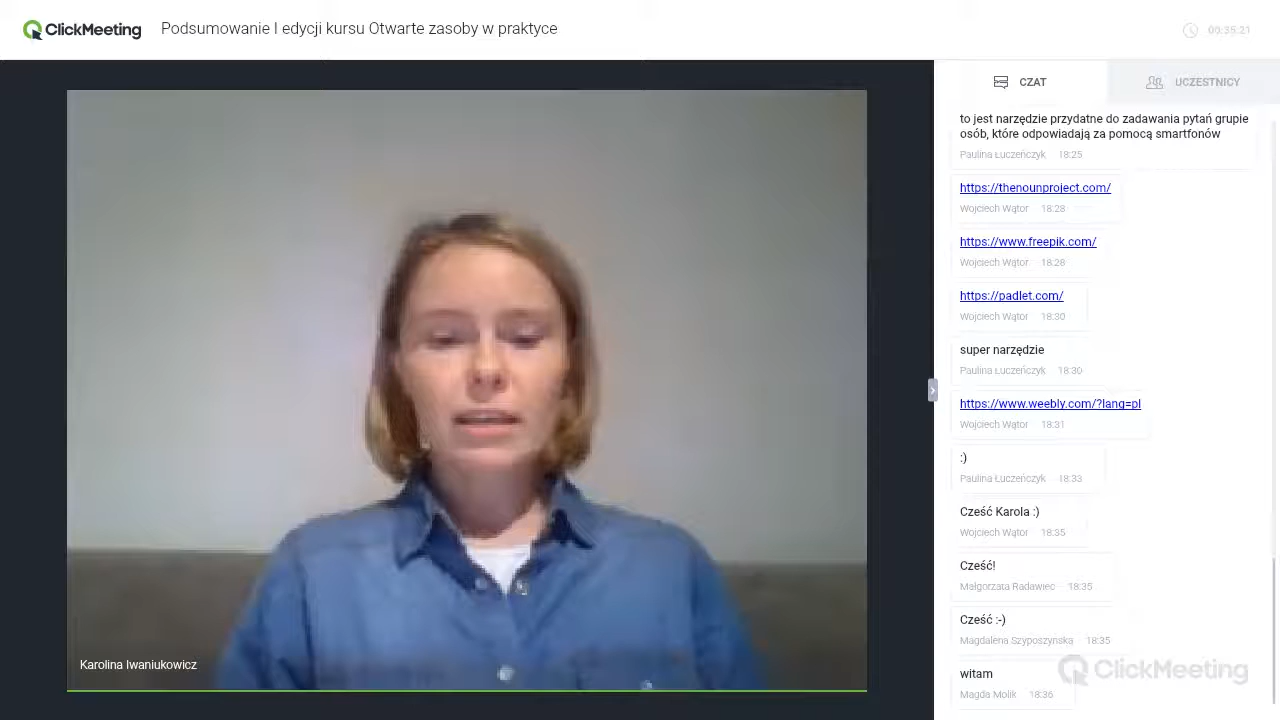 ClickMeeting
Podsumowanie I edycji kursu Otwarte zasoby w praktyce
00:35:21
CZAT
UCZESTNICY
to jest narzędzie przydatne do zadawania pytań grupie
osób, które odpowiadają za pomocą smartfonów
Paulina Łuczeńczyk 18:25
https://thenounproject.com/
Wojciech Wątor 18:28
https://www.freepik.com/
Wojciech Wątor 18:28
https://padlet.com/
Wojciech Wątor 18:30
super narzędzie
Paulina Łuczeńczyk 18:30
https://www.weebly.com/?lang=pl
Wojciech Wątor 18:31
:)
Paulina Łuczeńczyk 18:33
Cześć Karola :)
Wojciech Wątor 18:35
Cześć!
Małgorzata Radawiec 18:35
Cześć :-)
Magdalena Szyposzynska 18:35
witam
Magda Molik 18:36
Karolina Iwaniukowicz
ClickMeeting